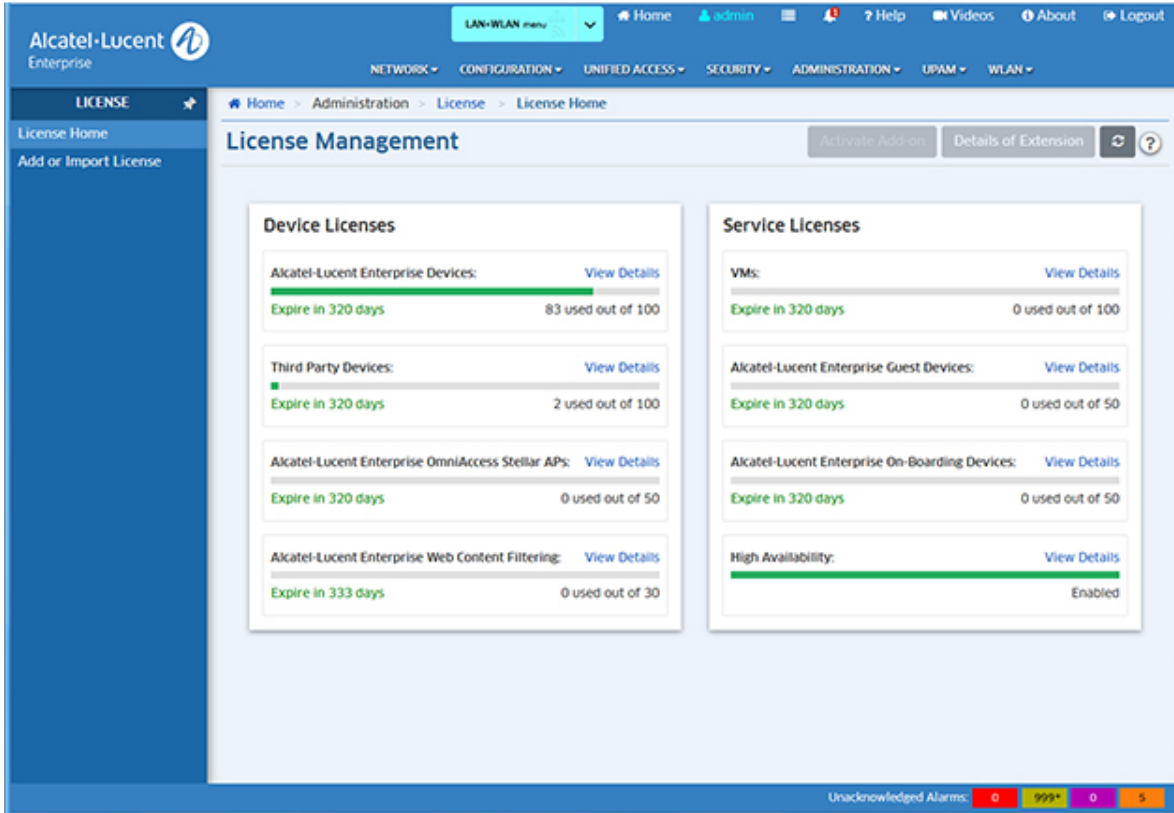 Alcatel·Lucent
Enterprise
LAN+WLAN menu
Home
admin
? Help
Videos
About
Logout
NETWORK
CONFIGURATION
UNIFIED ACCESS
SECURITY
ADMINISTRATION
UPAM
WLAN
LICENSE
License Home
Add or Import License
Home > Administration > License > License Home
License Management
Activate Add-on
Details of Extension
?
Device Licenses
Alcatel-Lucent Enterprise Devices: View Details
Expire in 320 days 83 used out of 100
Third Party Devices: View Details
Expire in 320 days 2 used out of 100
Alcatel-Lucent Enterprise OmniAccess Stellar APs: View Details
Expire in 320 days 0 used out of 50
Alcatel-Lucent Enterprise Web Content Filtering: View Details
Expire in 333 days 0 used out of 30
Service Licenses
VMs: View Details
Expire in 320 days 0 used out of 100
Alcatel-Lucent Enterprise Guest Devices: View Details
Expire in 320 days 0 used out of 50
Alcatel-Lucent Enterprise On-Boarding Devices: View Details
Expire in 320 days 0 used out of 50
High Availability: View Details
Enabled
Unacknowledged Alarms: 0 999+ 0 5